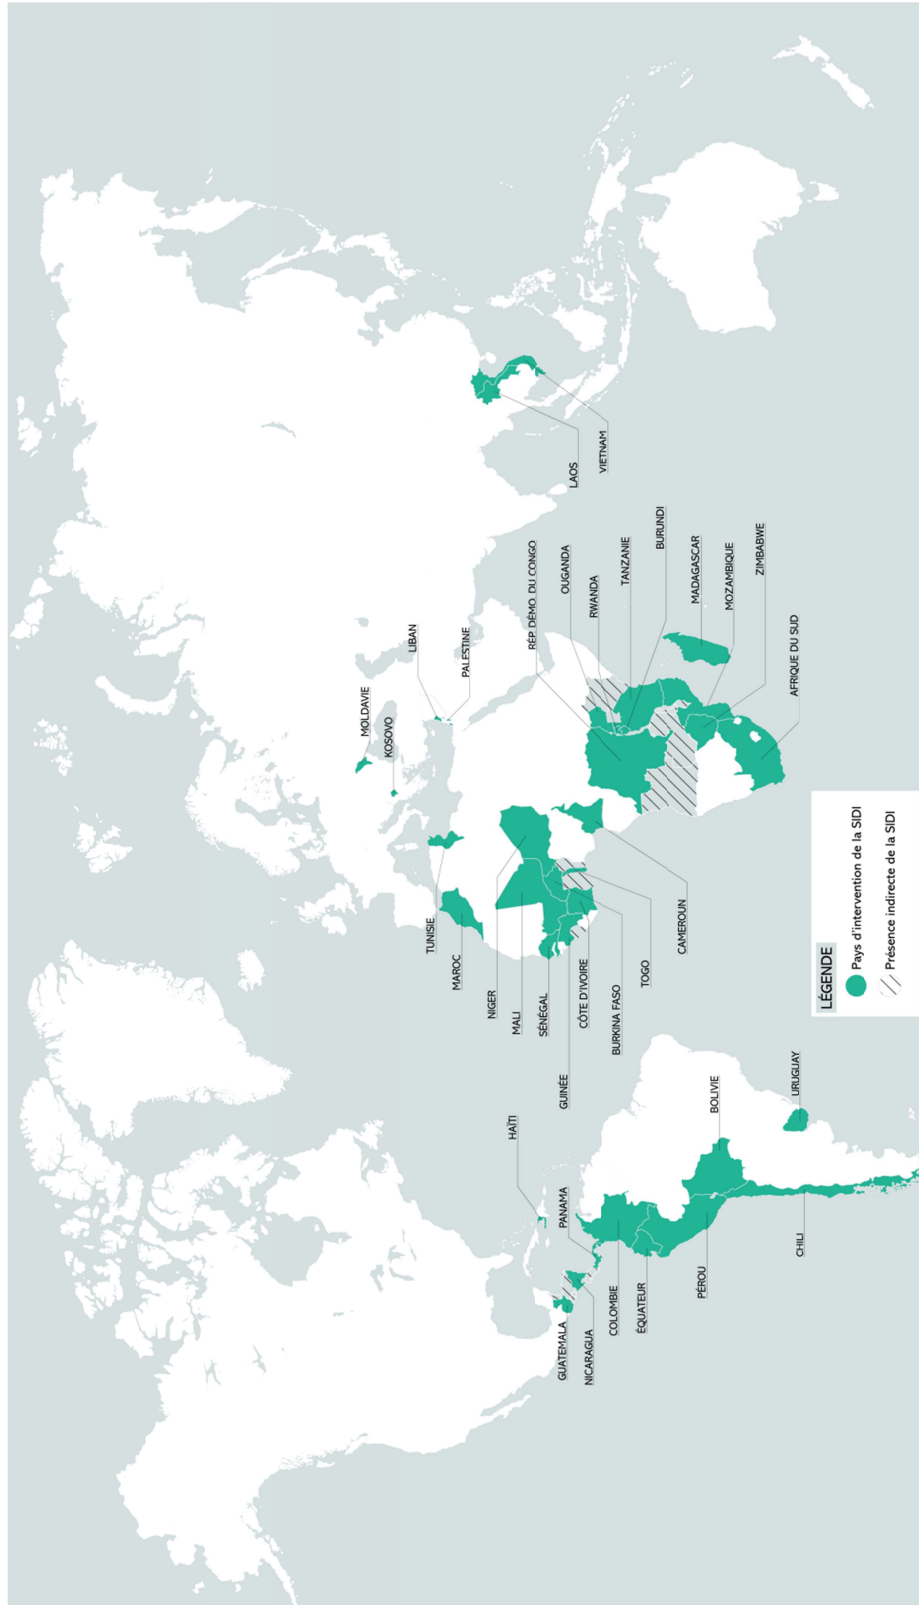 MOLDAVIE
KOSOVO
LIBAN
PALESTINE
TUNISIE
MAROC
NIGER
MALI
SÉNÉGAL
GUINÉE
CÔTE D'IVOIRE
BURKINA FASO
TOGO
CAMEROUN
RÉP. DÉMO. DU CONGO
OUGANDA
RWANDA
TANZANIE
BURUNDI
MADAGASCAR
MOZAMBIQUE
ZIMBABWE
AFRIQUE DU SUD
LAOS
VIETNAM
HAÏTI
PANAMA
GUATEMALA
NICARAGUA
COLOMBIE
ÉQUATEUR
PÉROU
BOLIVIE
CHILI
URUGUAY
LÉGENDE
Pays d'intervention de la SIDI
Présence indirecte de la SIDI